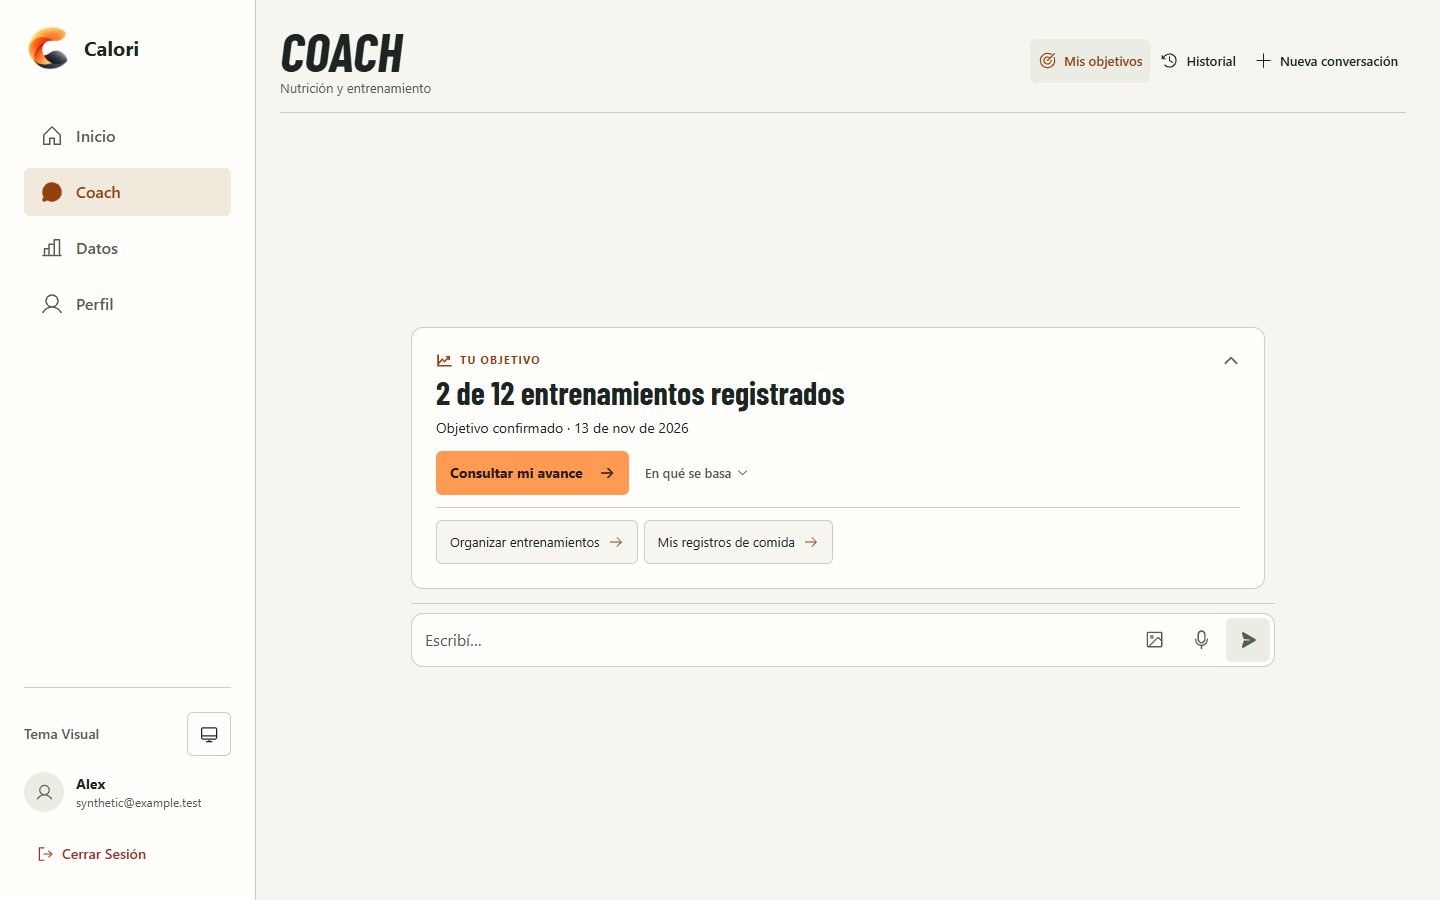 Calori
Inicio
Coach
Datos
Perfil
Tema Visual
Alex
synthetic@example.test
Cerrar Sesión
COACH
Nutrición y entrenamiento
Mis objetivos
Historial
Nueva conversación
TU OBJETIVO
2 de 12 entrenamientos registrados
Objetivo confirmado · 13 de nov de 2026
Consultar mi avance
En qué se basa
Organizar entrenamientos
Mis registros de comida
Escribí...